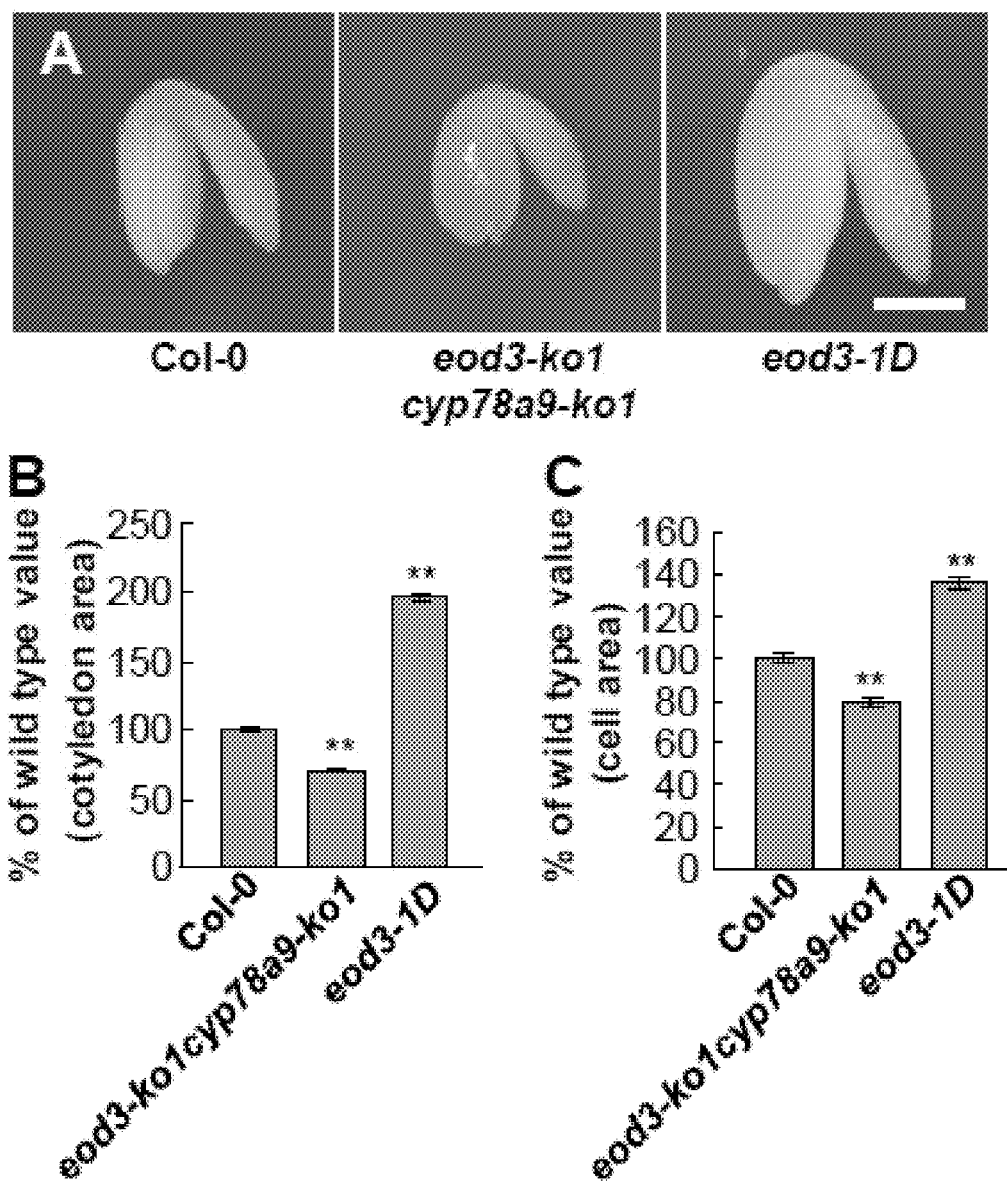 A
Col-0
eod3-ko1
cyp78a9-ko1
eod3-1D
B
% of wild type value
(cotyledon area)
250
200
150
100
50
0
**
**
Col-0
eod3-ko1cyp78a9-ko1
eod3-1D
C
% of wild type value
(cell area)
160
140
120
100
80
60
40
20
0
**
**
Col-0
eod3-ko1cyp78a9-ko1
eod3-1D